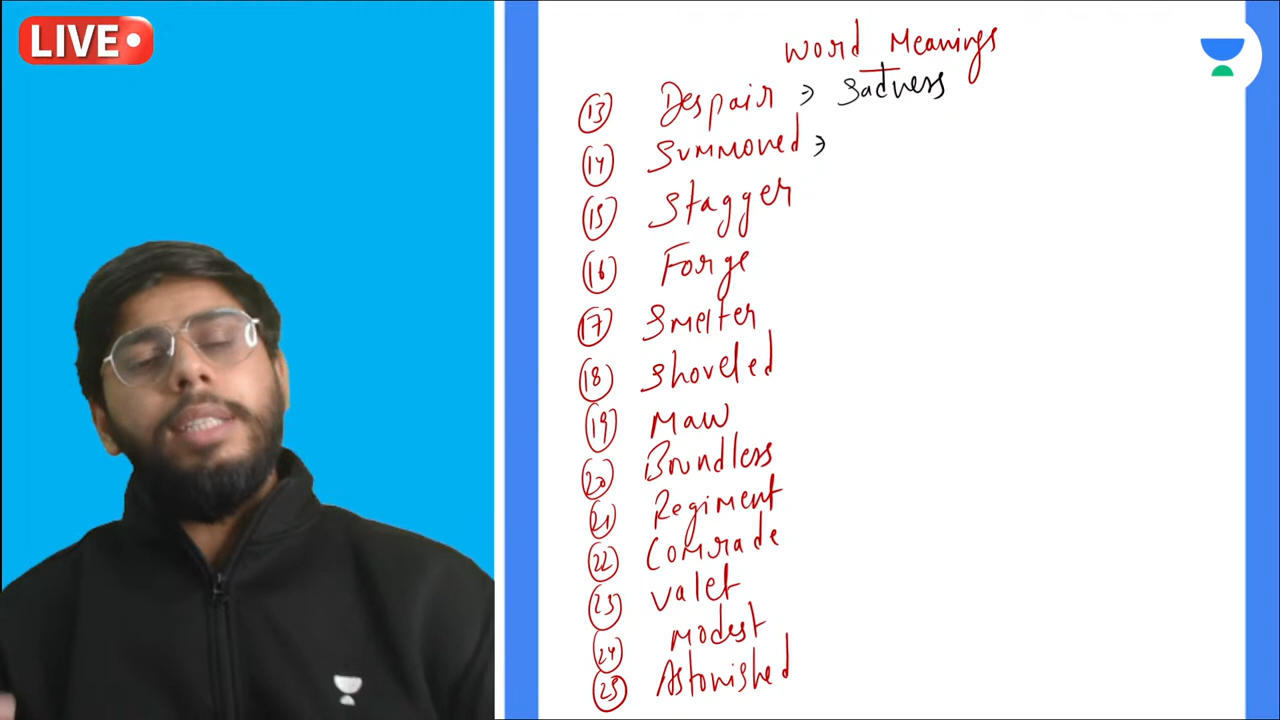 LIVE
Word Meanings
13 Despair → Sadness
14 Summoned →
15 Stagger
16 Forge
17 Smelter
18 Shoveled
19 Maw
20 Boundless
21 Regiment
22 Comrade
23 Valet
24 Modest
25 Astonished